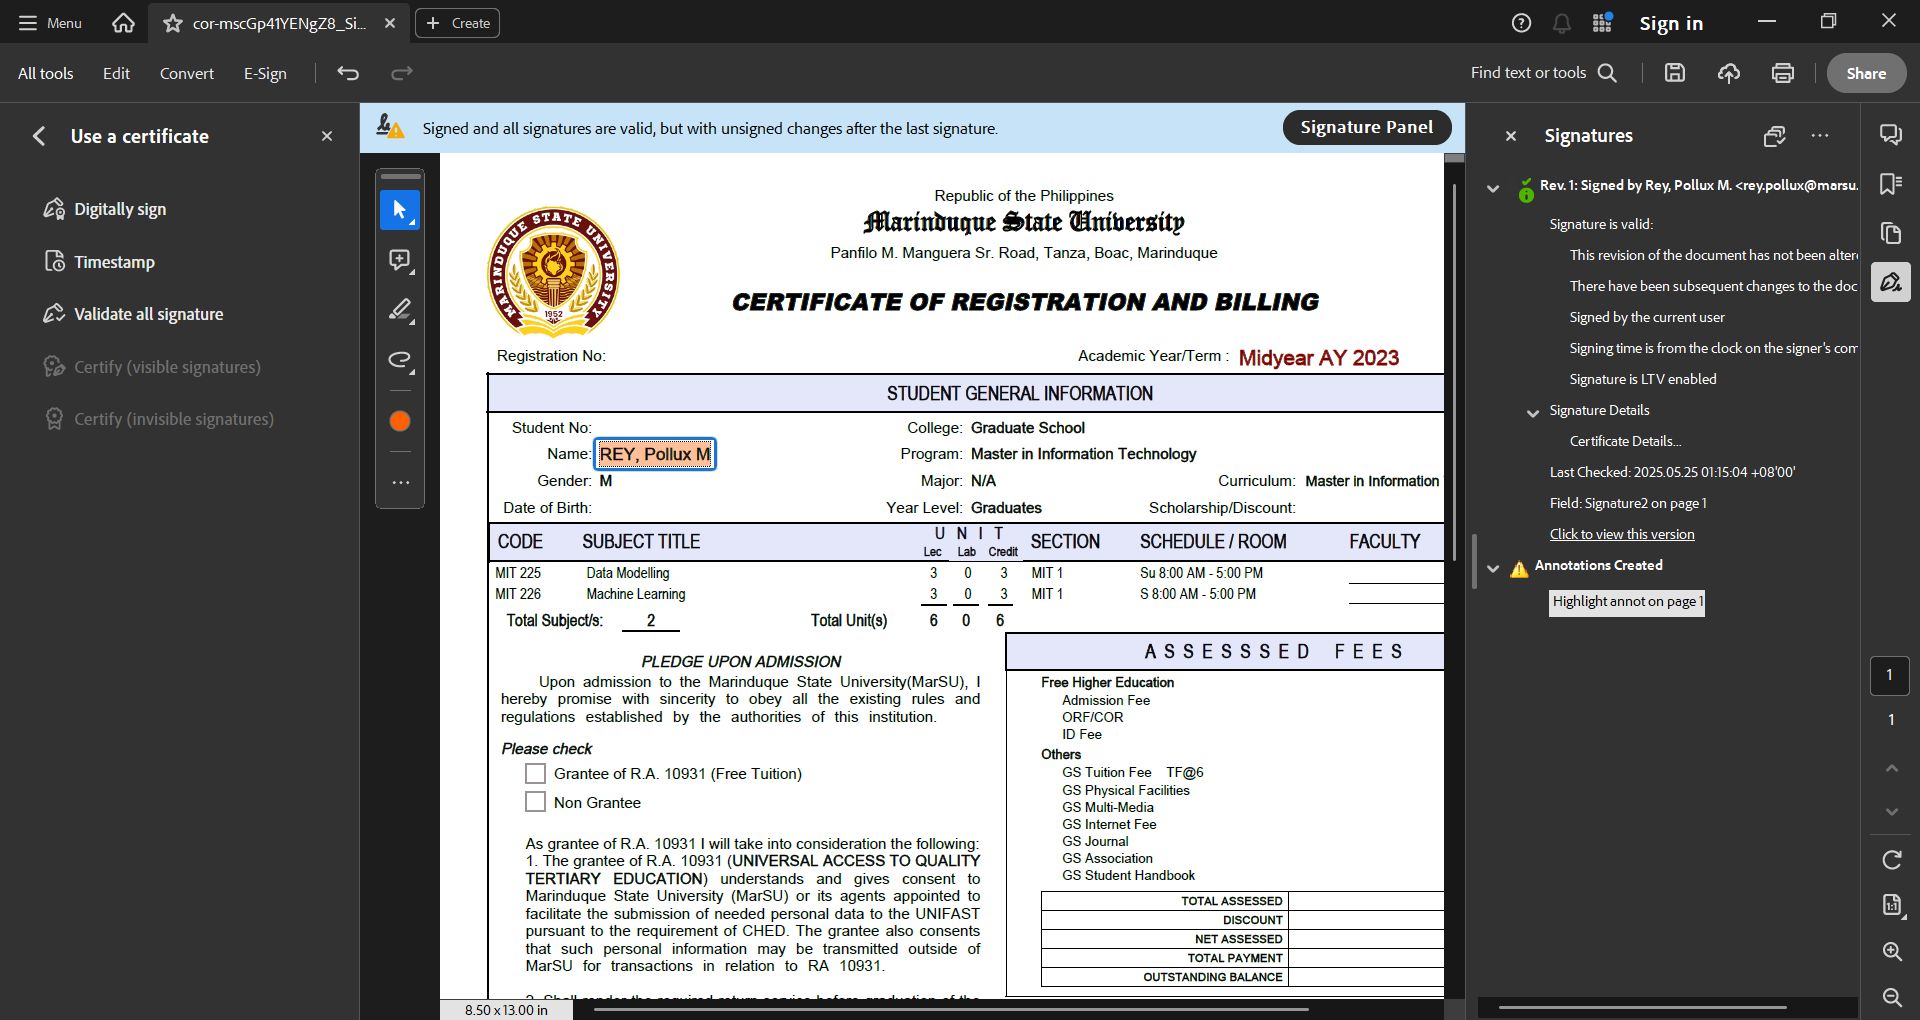 Menu
cor-mscGp41YENgZ8_Si...
Create
Sign in
All tools
Edit
Convert
E-Sign
Find text or tools
Share
Use a certificate
Digitally sign
Timestamp
Validate all signature
Certify (visible signatures)
Certify (invisible signatures)
Signed and all signatures are valid, but with unsigned changes after the last signature.
Signature Panel
MARINDUQUE STATE UNIVERSITY
1952
Republic of the Philippines
Marinduque State University
Panfilo M. Manguera Sr. Road, Tanza, Boac, Marinduque
CERTIFICATE OF REGISTRATION AND BILLING
Registration No:
Academic Year/Term : Midyear AY 2023
STUDENT GENERAL INFORMATION
Student No:
College: Graduate School
Name: REY, Pollux M
Program: Master in Information Technology
Gender: M
Major: N/A
Curriculum: Master in Information
Date of Birth:
Year Level: Graduates
Scholarship/Discount:
CODE SUBJECT TITLE U N I T SECTION SCHEDULE / ROOM FACULTY
Lec Lab Credit
MIT 225 Data Modelling 3 0 3 MIT 1 Su 8:00 AM - 5:00 PM
MIT 226 Machine Learning 3 0 3 MIT 1 S 8:00 AM - 5:00 PM
Total Subject/s: 2 Total Unit(s) 6 0 6
PLEDGE UPON ADMISSION
Upon admission to the Marinduque State University(MarSU), I
hereby promise with sincerity to obey all the existing rules and
regulations established by the authorities of this institution.
Please check
Grantee of R.A. 10931 (Free Tuition)
Non Grantee
As grantee of R.A. 10931 I will take into consideration the following:
1. The grantee of R.A. 10931 (UNIVERSAL ACCESS TO QUALITY
TERTIARY EDUCATION) understands and gives consent to
Marinduque State University (MarSU) or its agents appointed to
facilitate the submission of needed personal data to the UNIFAST
pursuant to the requirement of CHED. The grantee also consents
that such personal information may be transmitted outside of
MarSU for transactions in relation to RA 10931.
A S S E S S S E D F E E S
Free Higher Education
Admission Fee
ORF/COR
ID Fee
Others
GS Tuition Fee TF@6
GS Physical Facilities
GS Multi-Media
GS Internet Fee
GS Journal
GS Association
GS Student Handbook
TOTAL ASSESSED
DISCOUNT
NET ASSESSED
TOTAL PAYMENT
OUTSTANDING BALANCE
8.50 x 13.00 in
Signatures
Rev. 1: Signed by Rey, Pollux M. <rey.pollux@marsu.
Signature is valid:
This revision of the document has not been alter
There have been subsequent changes to the doc
Signed by the current user
Signing time is from the clock on the signer's com
Signature is LTV enabled
Signature Details
Certificate Details...
Last Checked: 2025.05.25 01:15:04 +08'00'
Field: Signature2 on page 1
Click to view this version
Annotations Created
Highlight annot on page 1
1
1
1:1